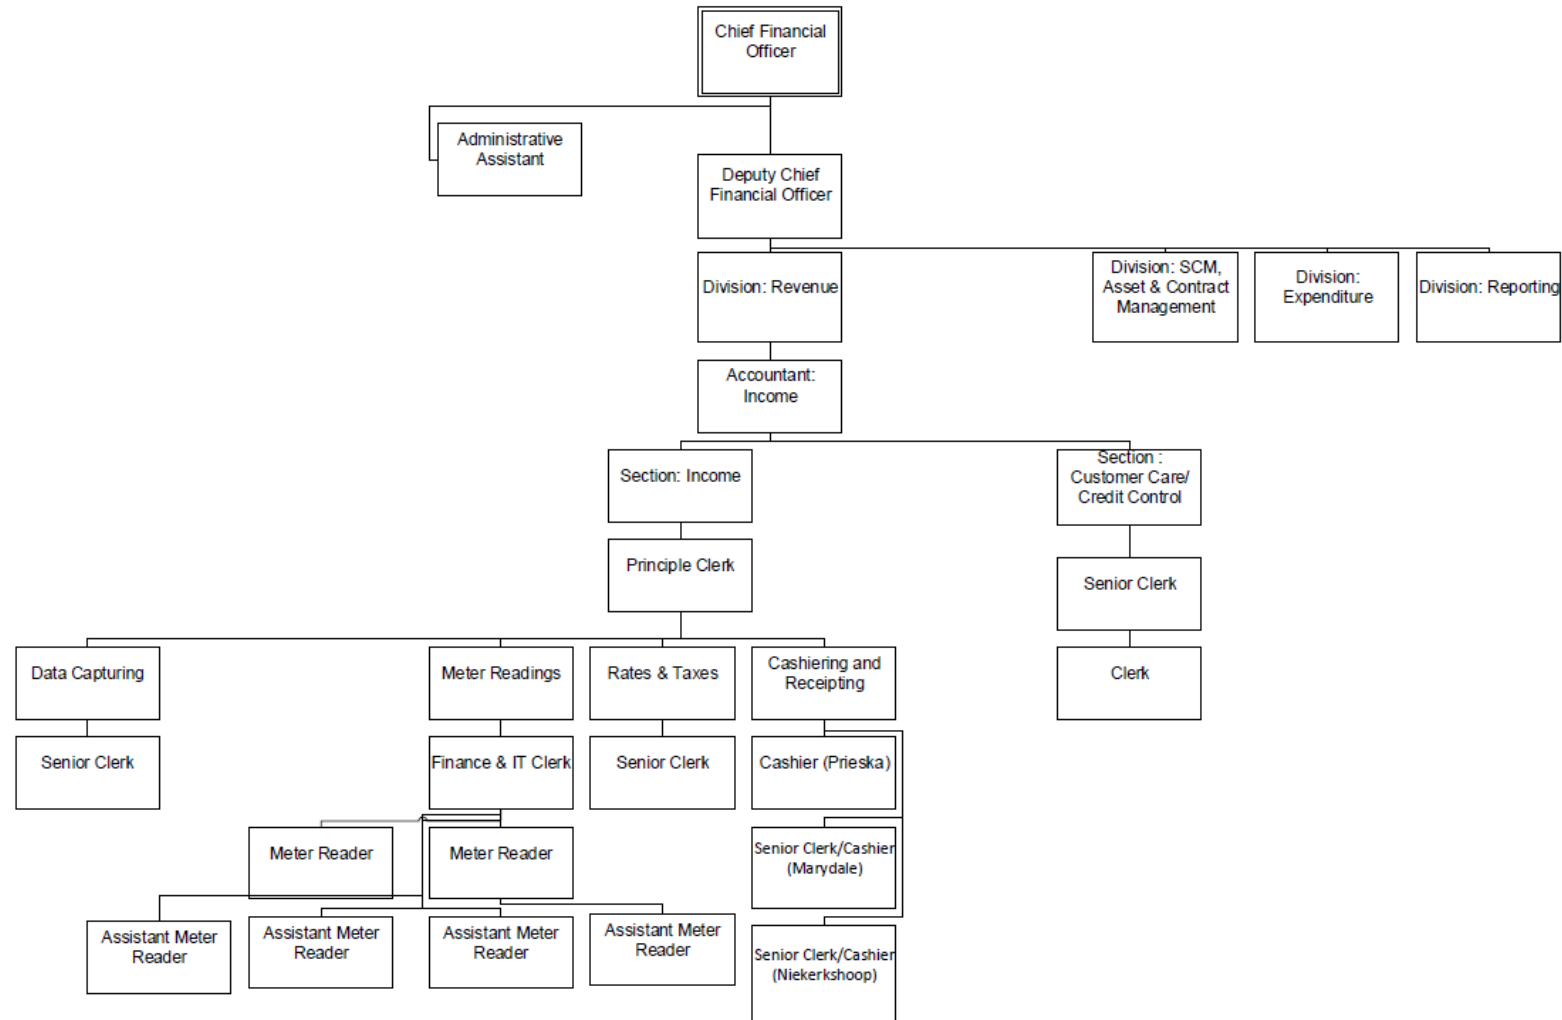 Chief Financial
Officer
Administrative
Assistant
Deputy Chief
Financial Officer
Division: Revenue
Division: SCM,
Asset & Contract
Management
Division:
Expenditure
Division: Reporting
Accountant:
Income
Section: Income
Section :
Customer Care/
Credit Control
Principle Clerk
Senior Clerk
Clerk
Data Capturing
Meter Readings
Rates & Taxes
Cashiering and
Receipting
Senior Clerk
Finance & IT Clerk
Senior Clerk
Cashier (Prieska)
Meter Reader
Meter Reader
Senior Clerk/Cashier
(Marydale)
Assistant Meter
Reader
Assistant Meter
Reader
Assistant Meter
Reader
Assistant Meter
Reader
Senior Clerk/Cashier
(Niekerkshoop)